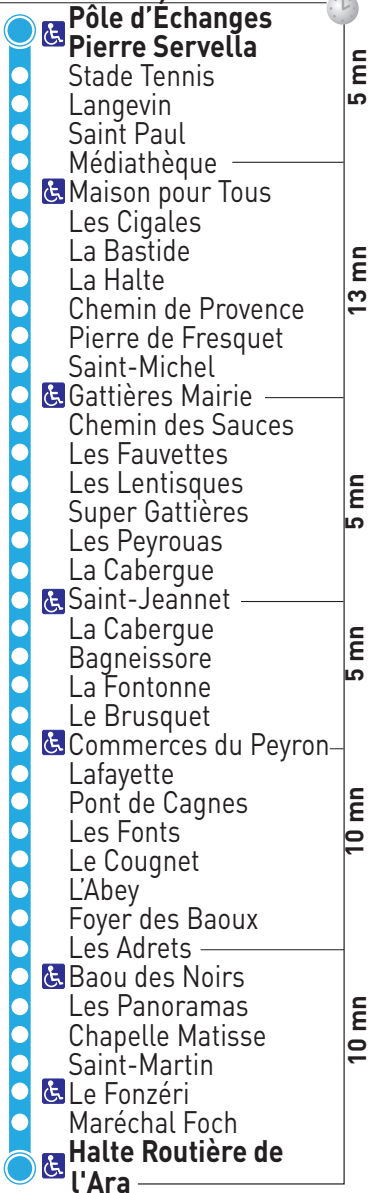 Pôle d'Échanges
Pierre Servella
Stade Tennis
Langevin
Saint Paul
Médiathèque
5 mn
Maison pour Tous
Les Cigales
La Bastide
La Halte
Chemin de Provence
Pierre de Fresquet
Saint-Michel
Gattières Mairie
13 mn
Chemin des Sauces
Les Fauvettes
Les Lentisques
Super Gattières
Les Peyrouas
La Cabergue
Saint-Jeannet
5 mn
La Cabergue
Bagneissore
La Fontonne
Le Brusquet
Commerces du Peyron
5 mn
Lafayette
Pont de Cagnes
Les Fonts
Le Cougnet
L'Abey
Foyer des Baoux
Les Adrets
10 mn
Baou des Noirs
Les Panoramas
Chapelle Matisse
Saint-Martin
Le Fonzéri
Maréchal Foch
Halte Routière de
l'Ara
10 mn